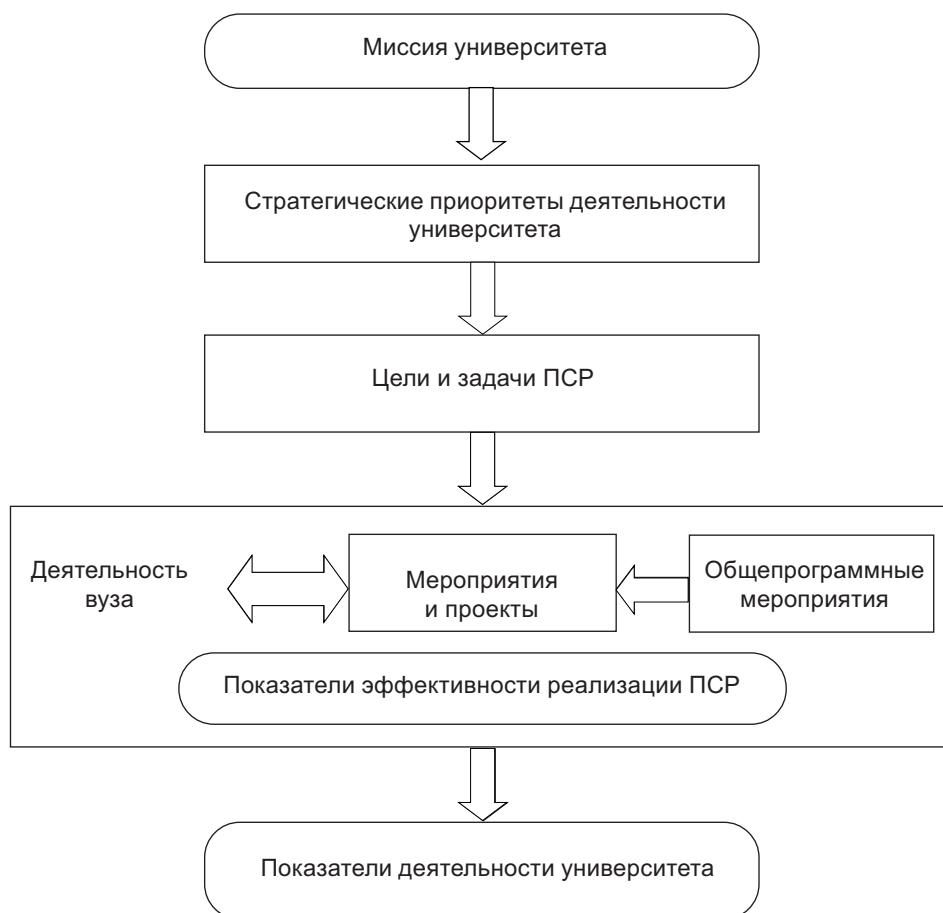 Миссия университета
Стратегические приоритеты деятельности
университета
Цели и задачи ПСР
Деятельность
вуза
Мероприятия
и проекты
Общепрограммные
мероприятия
Показатели эффективности реализации ПСР
Показатели деятельности университета